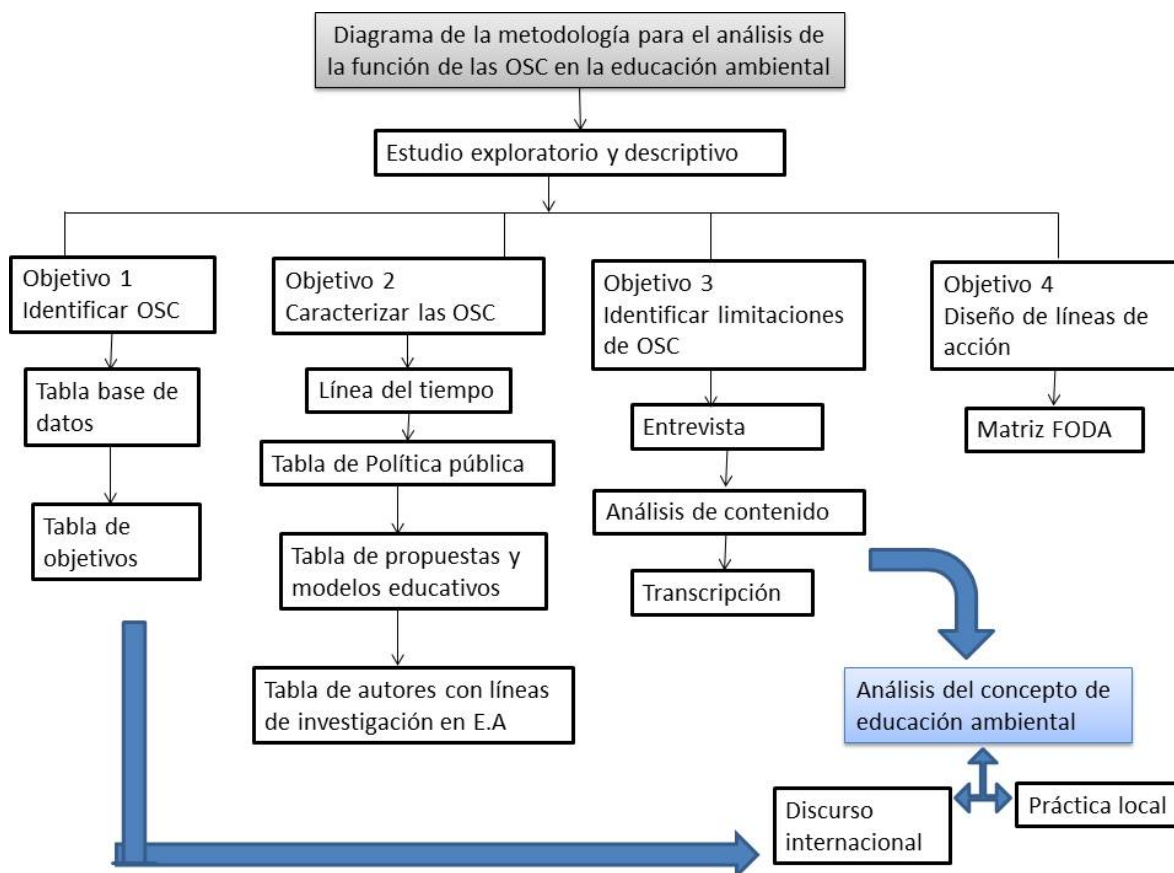 Diagrama de la metodología para el análisis de
la función de las OSC en la educación ambiental
Estudio exploratorio y descriptivo
Objetivo 1
Identificar OSC
Tabla base de
datos
Tabla de
objetivos
Objetivo 2
Caracterizar las OSC
Línea del tiempo
Tabla de Política pública
Tabla de propuestas y
modelos educativos
Tabla de autores con líneas
de investigación en E.A
Objetivo 3
Identificar limitaciones
de OSC
Entrevista
Análisis de contenido
Transcripción
Objetivo 4
Diseño de líneas de
acción
Matriz FODA
Análisis del concepto de
educación ambiental
Discurso
internacional
Práctica local